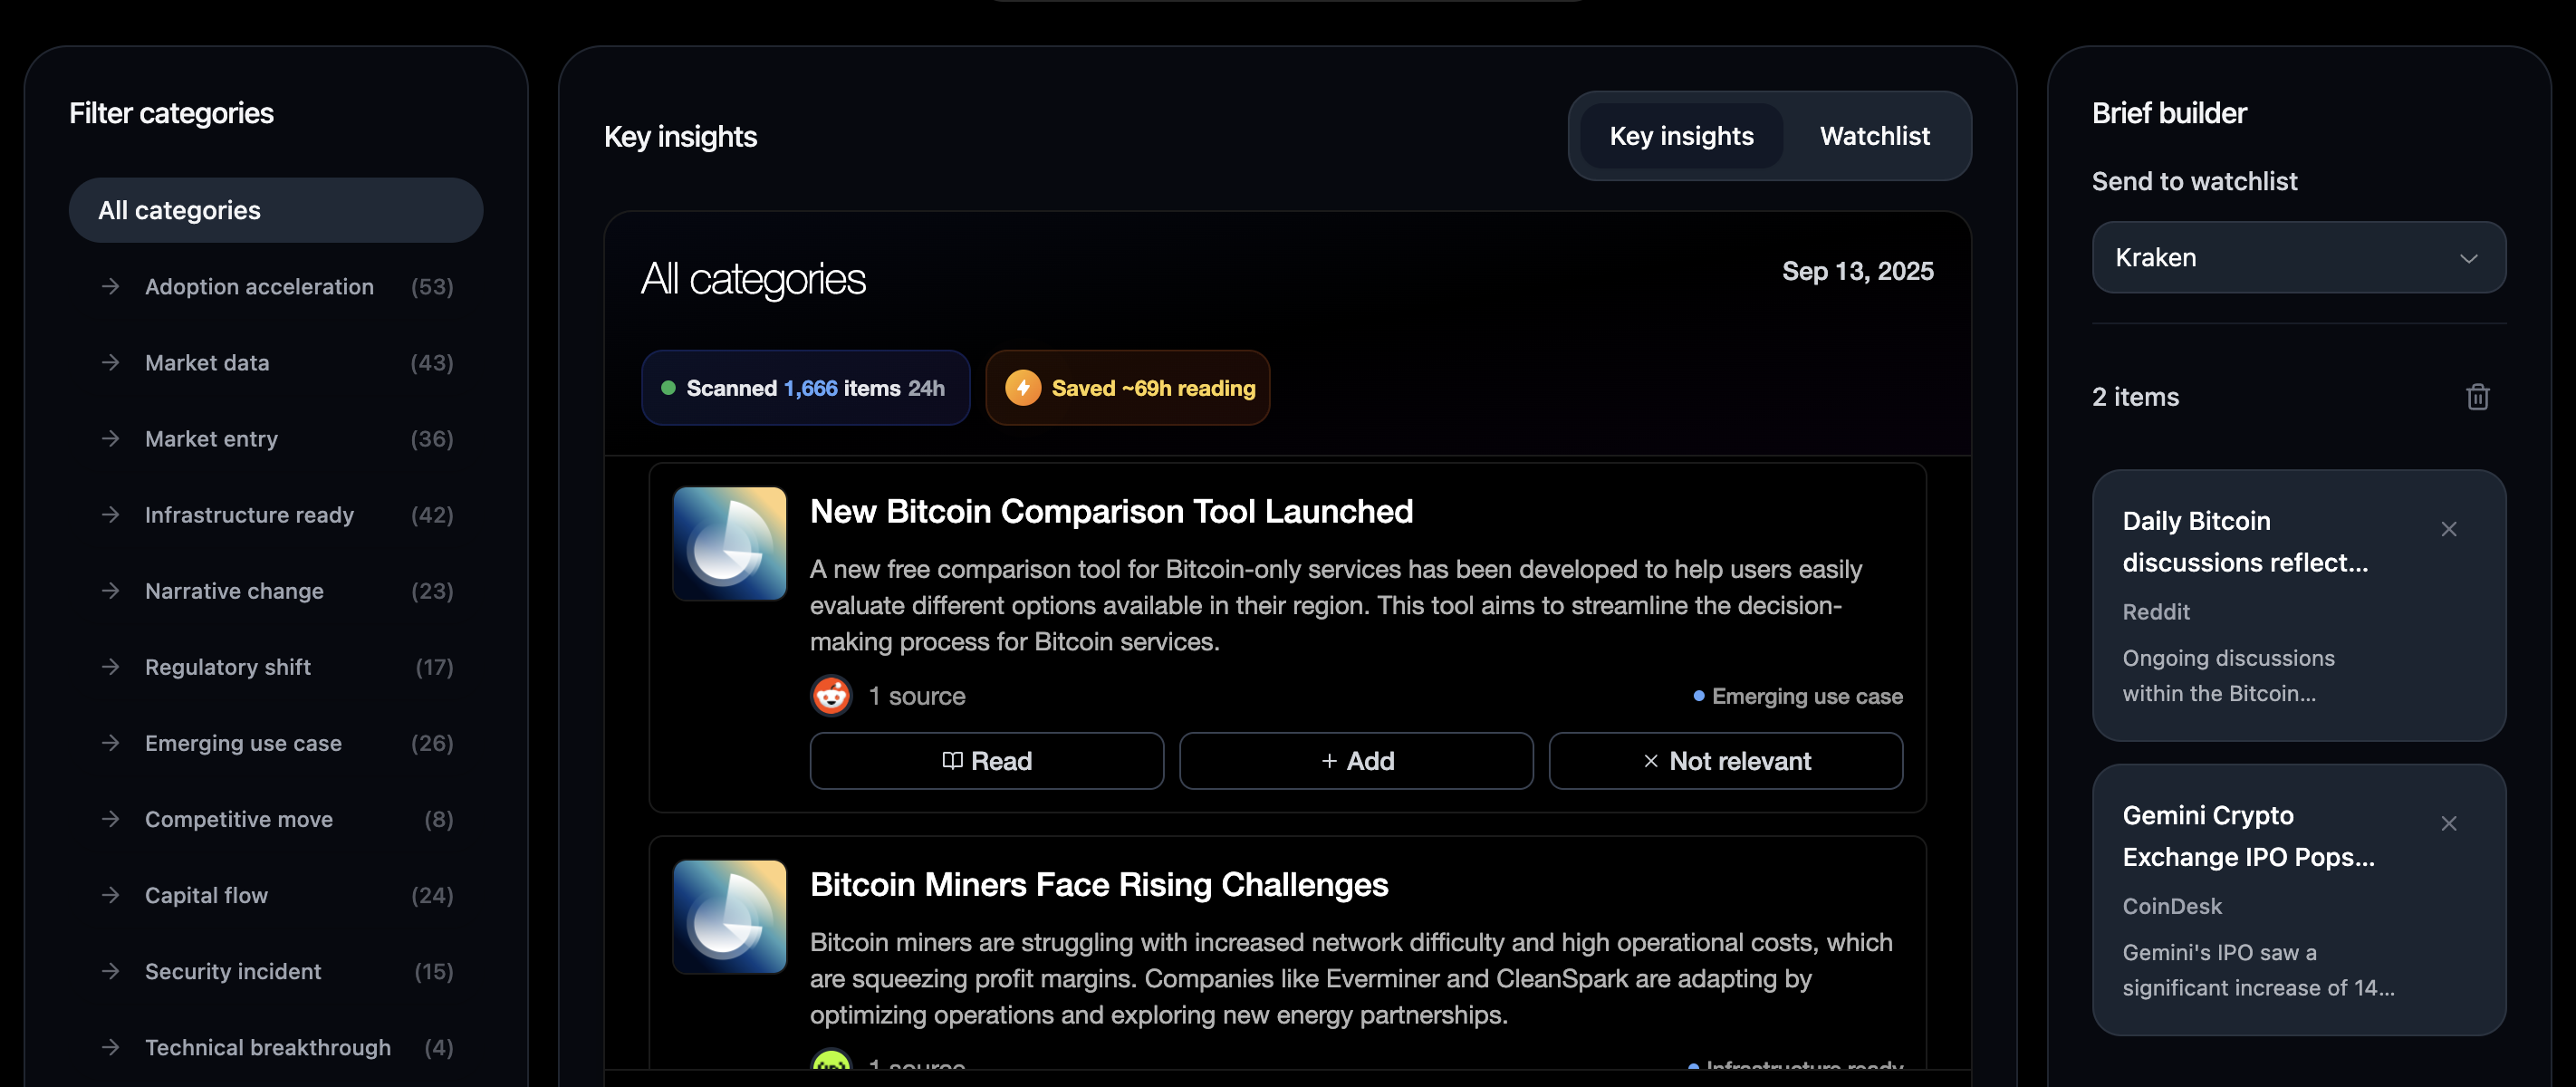 Filter categories
All categories
Adoption acceleration (53)
Market data (43)
Market entry (36)
Infrastructure ready (42)
Narrative change (23)
Regulatory shift (17)
Emerging use case (26)
Competitive move (8)
Capital flow (24)
Security incident (15)
Technical breakthrough (4)
Key insights
Key insights Watchlist
All categories
Sep 13, 2025
Scanned 1,666 items 24h
Saved ~69h reading
New Bitcoin Comparison Tool Launched
A new free comparison tool for Bitcoin-only services has been developed to help users easily
evaluate different options available in their region. This tool aims to streamline the decision-
making process for Bitcoin services.
1 source
Emerging use case
Read
+ Add
× Not relevant
Bitcoin Miners Face Rising Challenges
Bitcoin miners are struggling with increased network difficulty and high operational costs, which
are squeezing profit margins. Companies like Everminer and CleanSpark are adapting by
optimizing operations and exploring new energy partnerships.
1 source
Infrastructure ready
Brief builder
Send to watchlist
Kraken
2 items
Daily Bitcoin
discussions reflect...
Reddit
Ongoing discussions
within the Bitcoin...
Gemini Crypto
Exchange IPO Pops...
CoinDesk
Gemini's IPO saw a
significant increase of 14...